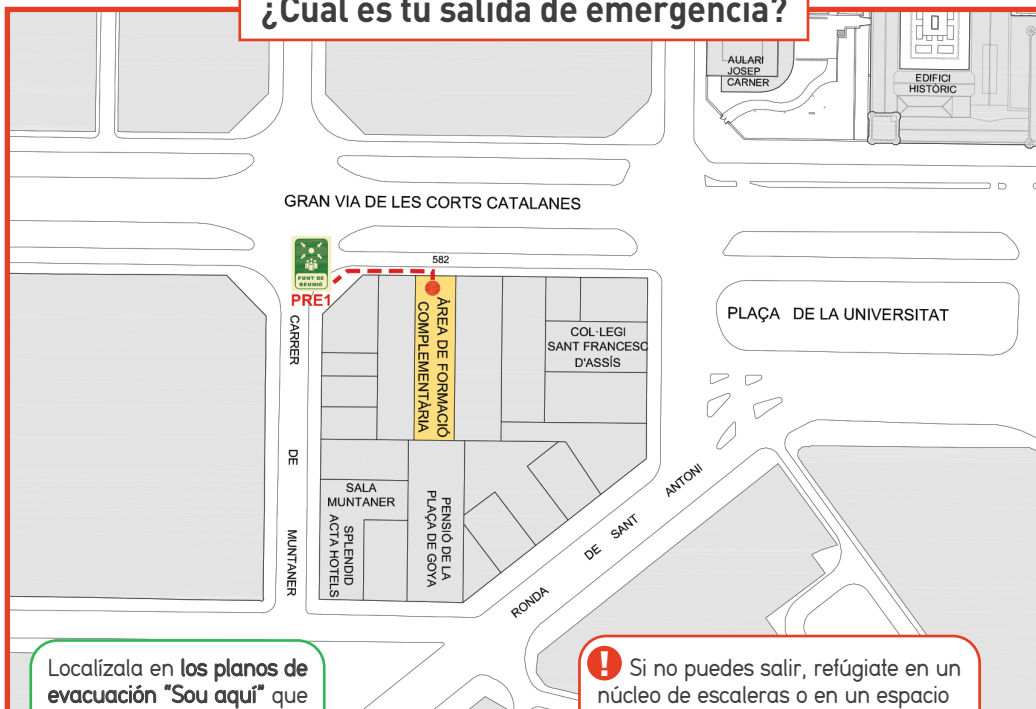 ¿Cuál es tu salida de emergencia?
AULARI
JOSEP
CARNER
EDIFICI
HISTÒRIC
GRAN VIA DE LES CORTS CATALANES
582
PUNT DE
REUNIÓ
PRE1
ÀREA DE FORMACIÓ
COMPLEMENTÀRIA
COL·LEGI
SANT FRANCESC
D'ASSÍS
PLAÇA DE LA UNIVERSITAT
CARRER DE MUNTANER
SALA
MUNTANER
SPLENDID
ACTA HOTELS
PENSIÓ DE LA
PLAÇA DE GOYA
RONDA DE SANT ANTONI
Localízala en los planos de
evacuación "Sou aquí" que
! Si no puedes salir, refúgiate en un
núcleo de escaleras o en un espacio